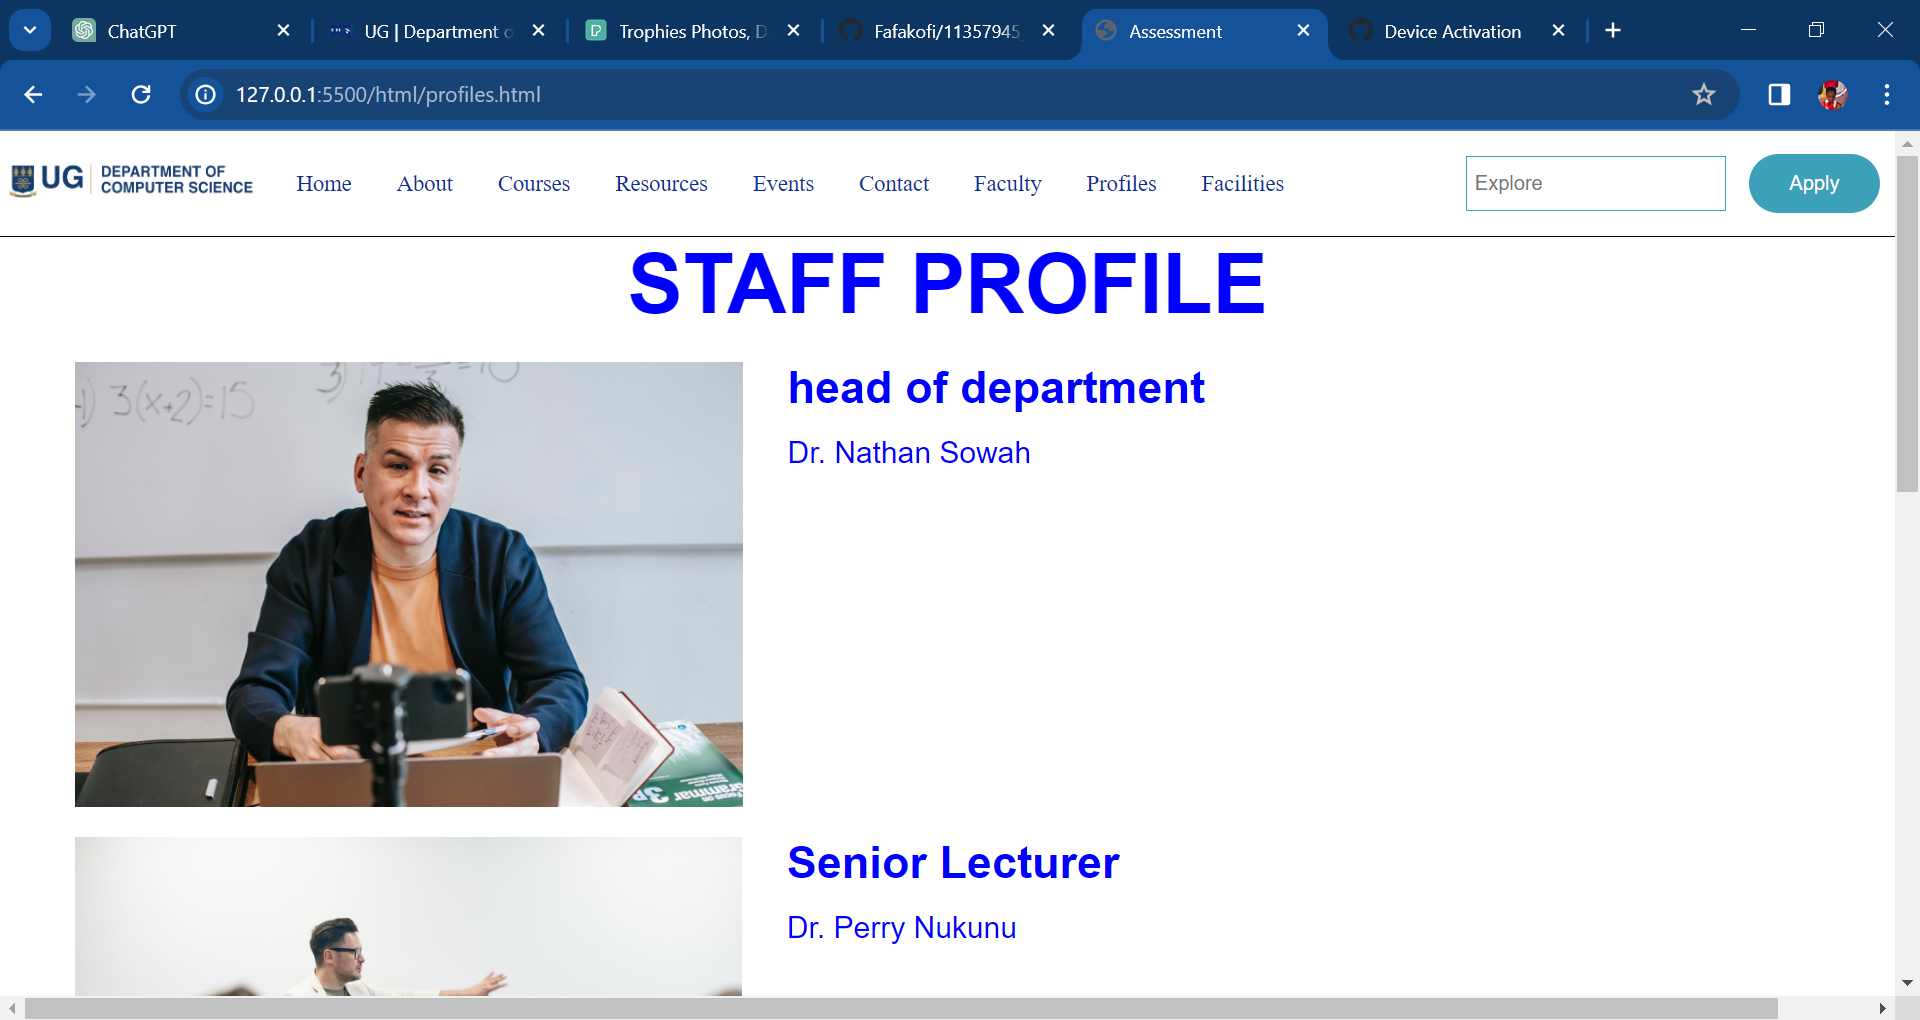 ChatGPT
UG | Department o
Trophies Photos, D
Fafakofi/11357945
Assessment
Device Activation
127.0.0.1:5500/html/profiles.html
UG
DEPARTMENT OF
COMPUTER SCIENCE
Home
About
Courses
Resources
Events
Contact
Faculty
Profiles
Facilities
Explore
Apply
STAFF PROFILE
3(x+2)=15
head of department
Dr. Nathan Sowah
Senior Lecturer
Dr. Perry Nukunu